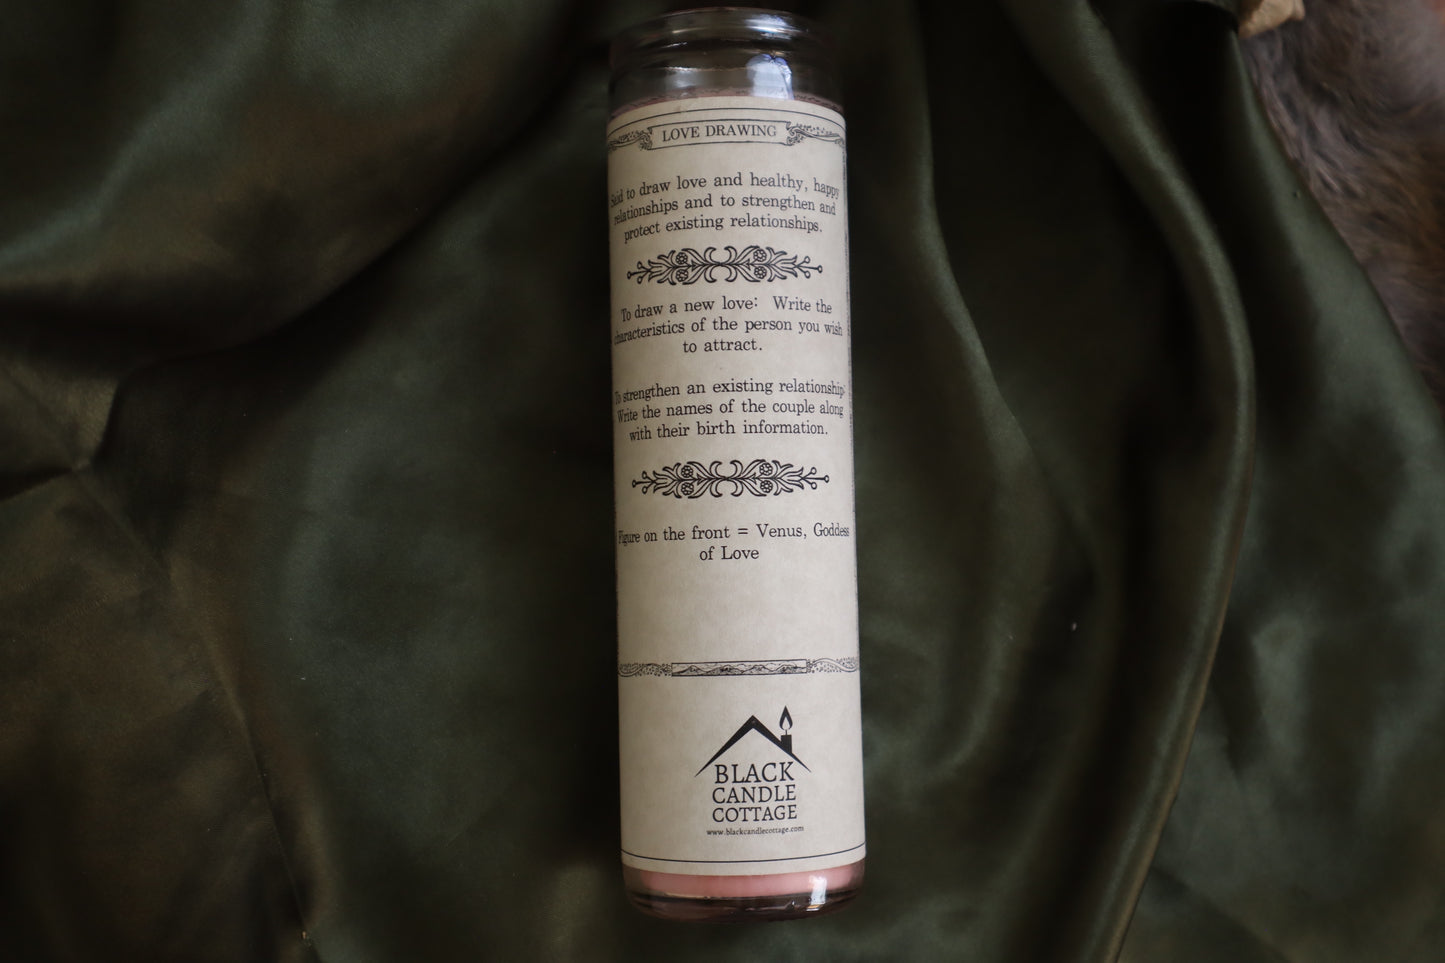 LOVE DRAWING
Said to draw love and healthy, happy
relationships and to strengthen and
protect existing relationships.
To draw a new love: Write the
characteristics of the person you wish
to attract.
To strengthen an existing relationship:
Write the names of the couple along
with their birth information.
Figure on the front = Venus, Goddess
of Love
BLACK
CANDLE
COTTAGE
www.blackcandlecottage.com